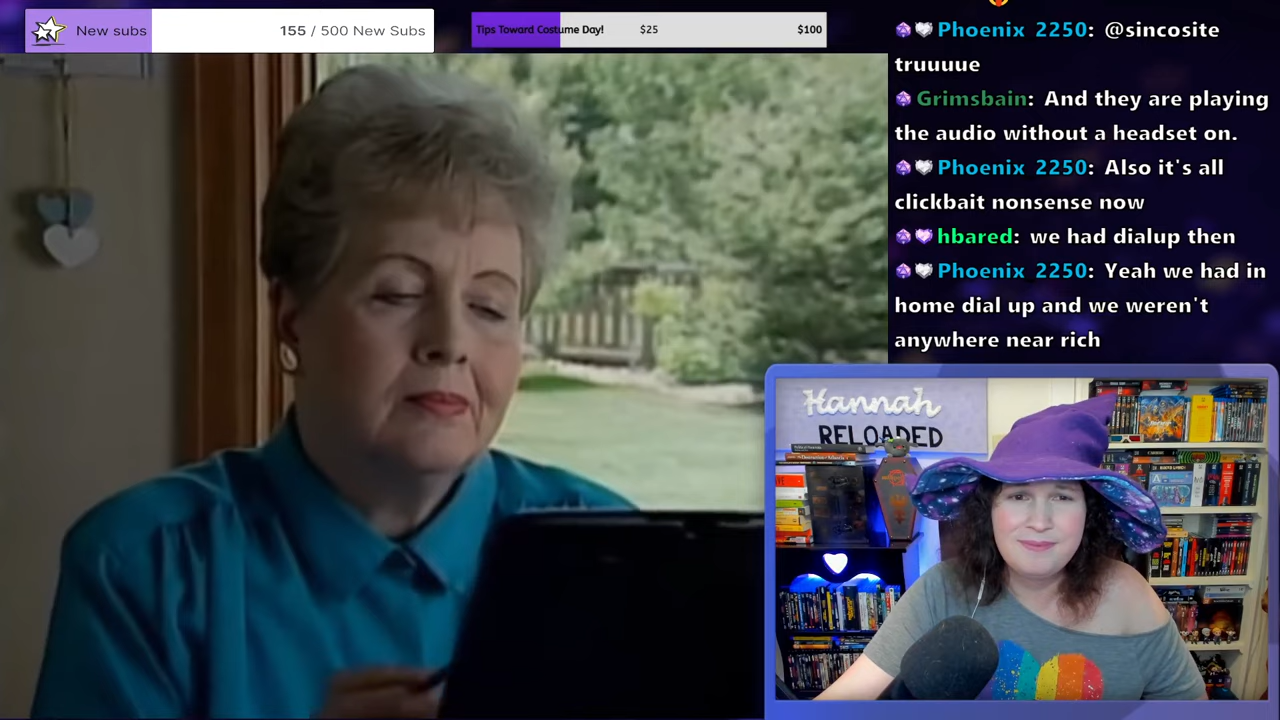 New subs
155 / 500 New Subs
Tips Toward Costume Day!
$25
$100
Phoenix 2250: @sincosite
truuuue
Grimsbain: And they are playing
the audio without a headset on.
Phoenix 2250: Also it's all
clickbait nonsense now
hbared: we had dialup then
Phoenix 2250: Yeah we had in
home dial up and we weren't
anywhere near rich
Hannah
RELOADED